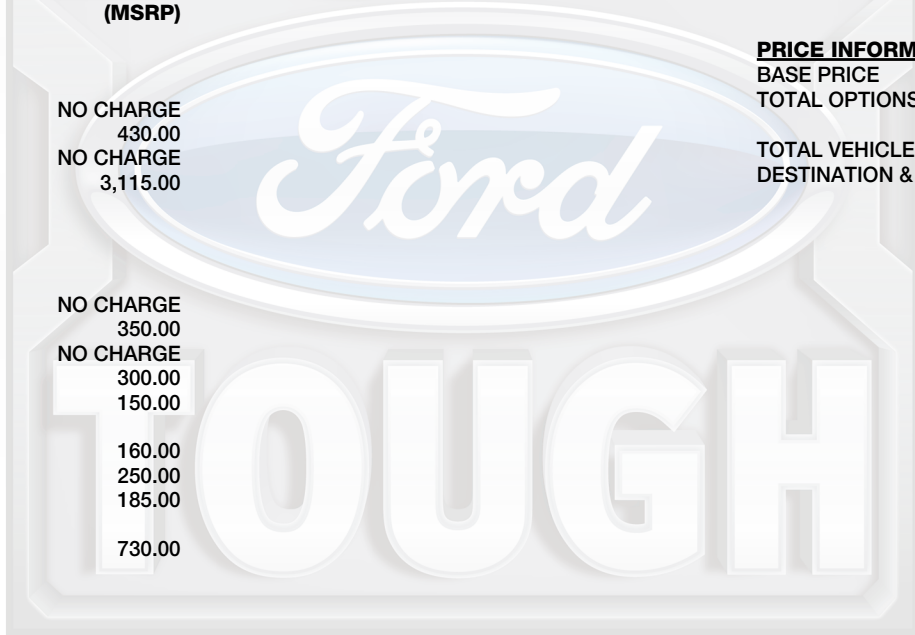 (MSRP)
NO CHARGE
430.00
NO CHARGE
3,115.00
NO CHARGE
350.00
NO CHARGE
300.00
150.00
160.00
250.00
185.00
730.00
PRICE INFORM
BASE PRICE
TOTAL OPTIONS
TOTAL VEHICLE
DESTINATION &
Ford
TOUGH